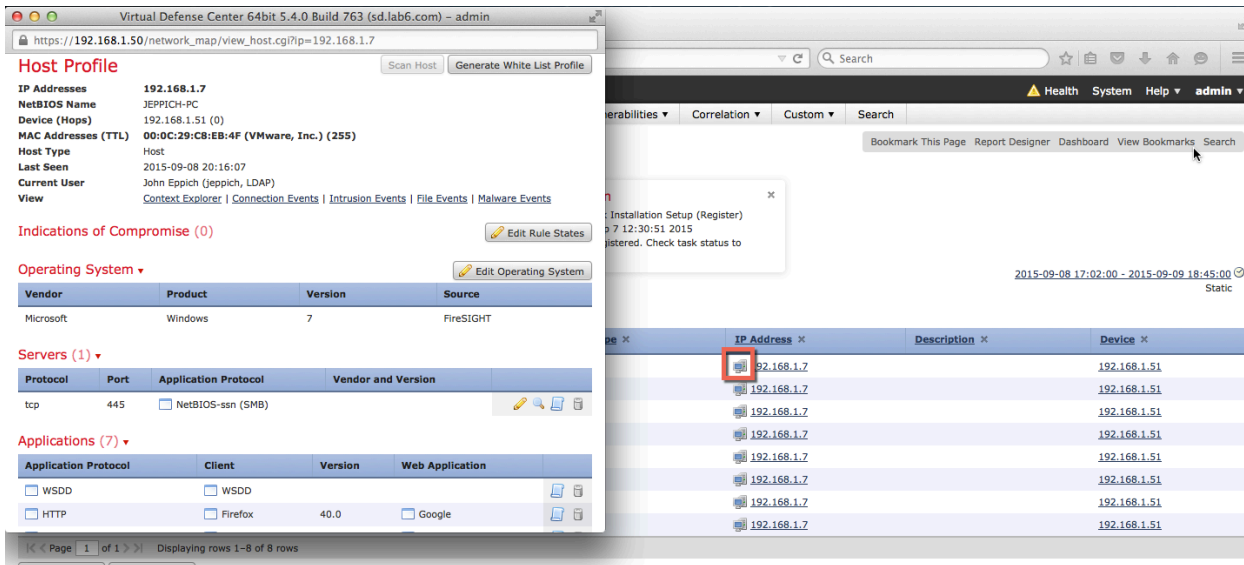 Virtual Defense Center 64bit 5.4.0 Build 763 (sd.lab6.com) – admin
https://192.168.1.50/network_map/view_host.cgi?ip=192.168.1.7
Host Profile
Scan Host
Generate White List Profile
IP Addresses 192.168.1.7
NetBIOS Name JEPPICH-PC
Device (Hops) 192.168.1.51 (0)
MAC Addresses (TTL) 00:0C:29:C8:EB:4F (VMware, Inc.) (255)
Host Type Host
Last Seen 2015-09-08 20:16:07
Current User John Eppich (jeppich, LDAP)
View Context Explorer | Connection Events | Intrusion Events | File Events | Malware Events
Indications of Compromise (0)
Edit Rule States
Operating System
Edit Operating System
Vendor Product Version Source
Microsoft Windows 7 FireSIGHT
Servers (1)
Protocol Port Application Protocol Vendor and Version
tcp 445 NetBIOS-ssn (SMB)
Applications (7)
Application Protocol Client Version Web Application
WSDD WSDD
HTTP Firefox 40.0 Google
Page 1 of 1 Displaying rows 1–8 of 8 rows
Search
Health System Help admin
Correlation Custom Search
Bookmark This Page Report Designer Dashboard View Bookmarks Search
Installation Setup (Register)
7 12:30:51 2015
Check task status to
2015-09-08 17:02:00 - 2015-09-09 18:45:00
Static
IP Address Description Device
92.168.1.7 192.168.1.51
192.168.1.7 192.168.1.51
192.168.1.7 192.168.1.51
192.168.1.7 192.168.1.51
192.168.1.7 192.168.1.51
192.168.1.7 192.168.1.51
192.168.1.7 192.168.1.51
192.168.1.7 192.168.1.51